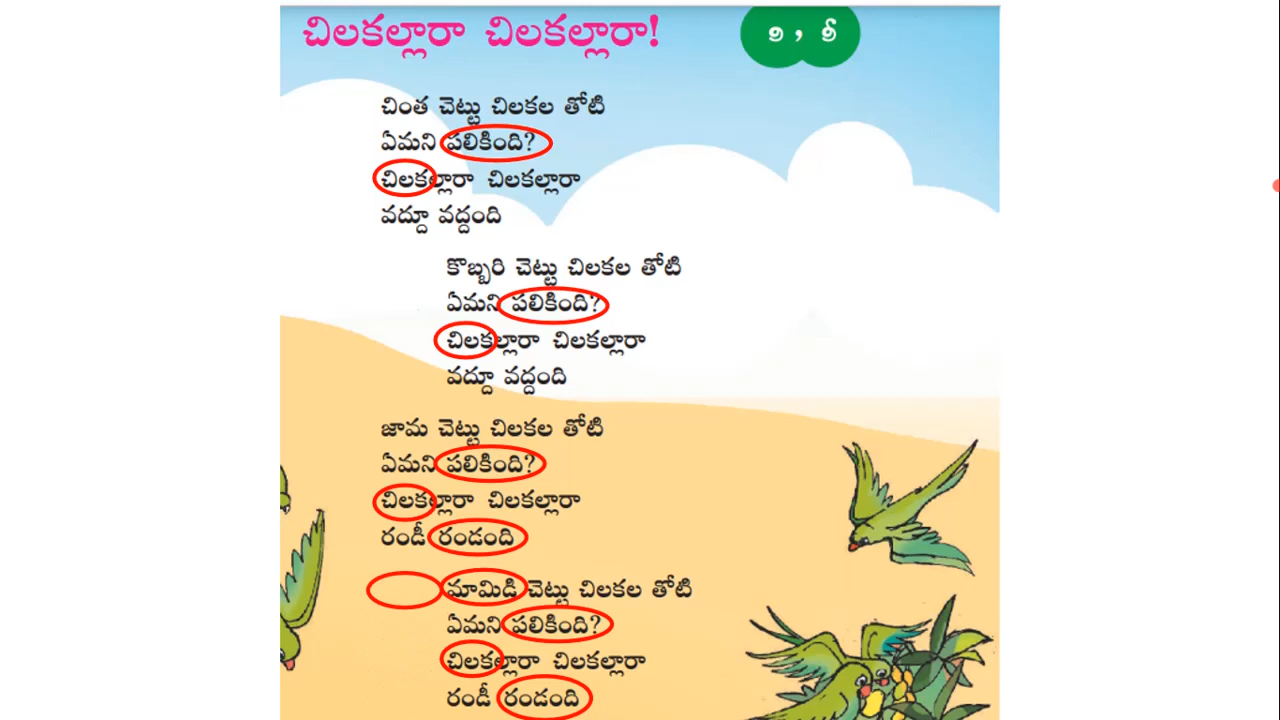 చిలకల్లారా చిలకల్లారా!
ి , ీ
చింత చెట్టు చిలకల తోటి
ఏమని పలికింది?
చిలకల్లారా చిలకల్లారా
వద్దూ వద్దంది
కొబ్బరి చెట్టు చిలకల తోటి
ఏమని పలికింది?
చిలకల్లారా చిలకల్లారా
వద్దూ వద్దంది
జామ చెట్టు చిలకల తోటి
ఏమని పలికింది?
చిలకల్లారా చిలకల్లారా
రండీ రండంది
మామిడి చెట్టు చిలకల తోటి
ఏమని పలికింది?
చిలకల్లారా చిలకల్లారా
రండీ రండంది